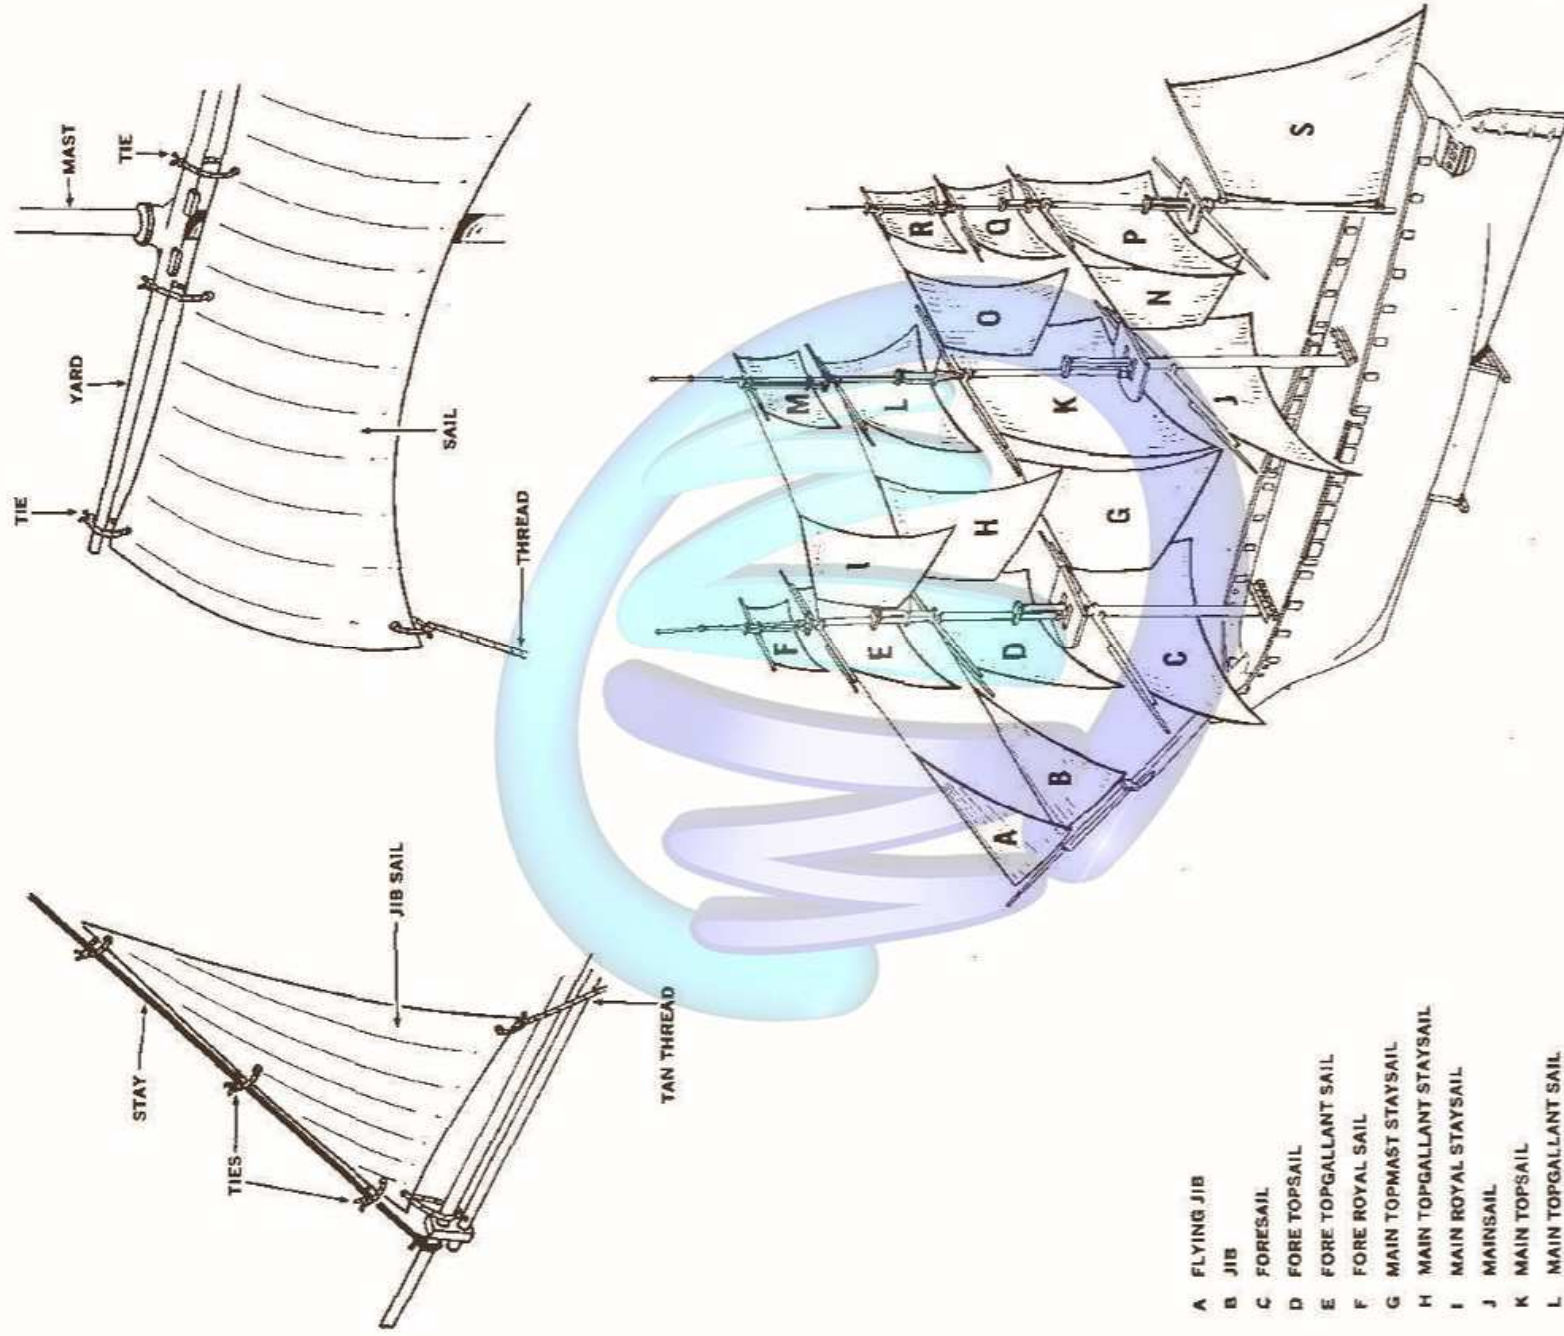 TIE
MAST
TIE
YARD
SAIL
THREAD
STAY
TIES
JIB SAIL
TAN THREAD
A
B
C
D
E
F
G
H
I
J
K
L
M
N
O
P
Q
R
S
A FLYING JIB
B JIB
C FORESAIL
D FORE TOPSAIL
E FORE TOPGALLANT SAIL
F FORE ROYAL SAIL
G MAIN TOPMAST STAYSAIL
H MAIN TOPGALLANT STAYSAIL
I MAIN ROYAL STAYSAIL
J MAINSAIL
K MAIN TOPSAIL
L MAIN TOPGALLANT SAIL